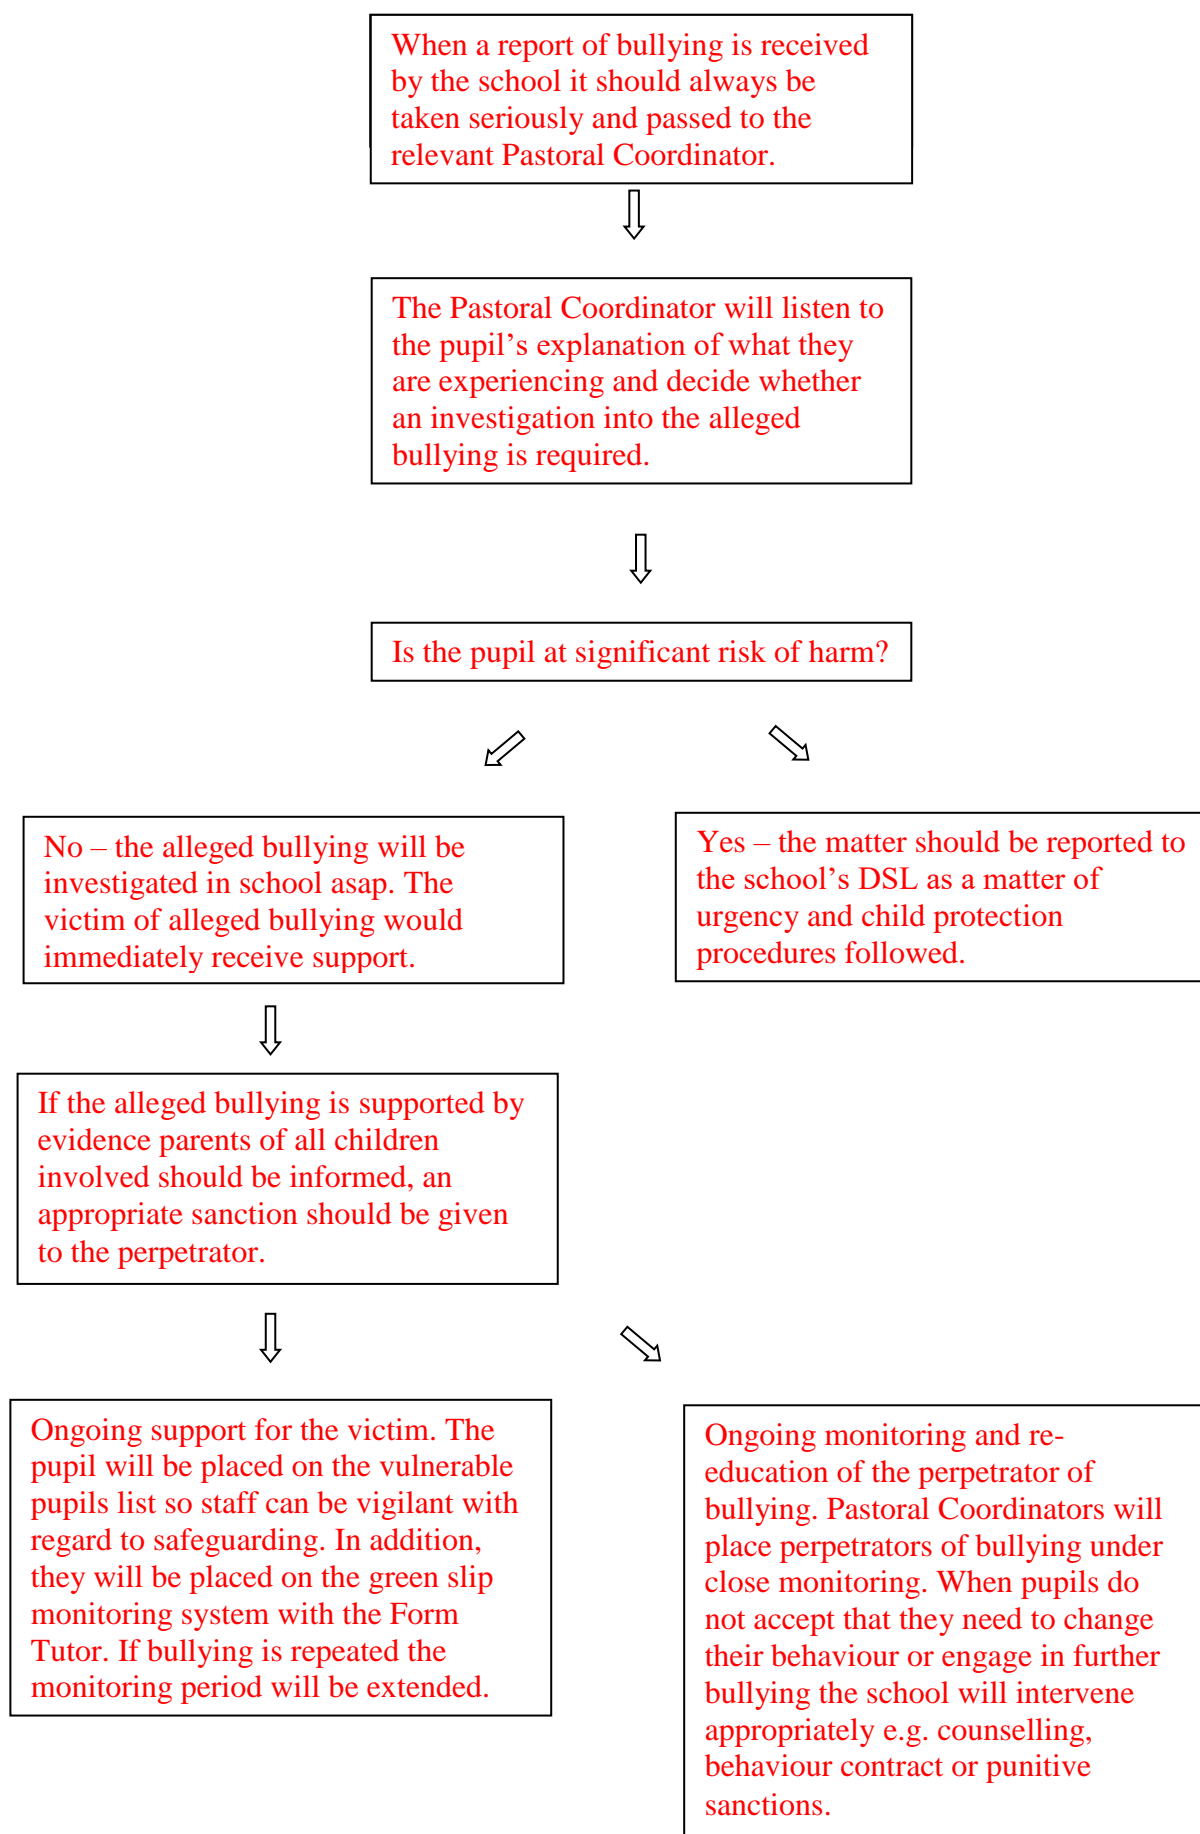 When a report of bullying is received
by the school it should always be
taken seriously and passed to the
relevant Pastoral Coordinator.
The Pastoral Coordinator will listen to
the pupil’s explanation of what they
are experiencing and decide whether
an investigation into the alleged
bullying is required.
Is the pupil at significant risk of harm?
No – the alleged bullying will be
investigated in school asap. The
victim of alleged bullying would
immediately receive support.
Yes – the matter should be reported to
the school’s DSL as a matter of
urgency and child protection
procedures followed.
If the alleged bullying is supported by
evidence parents of all children
involved should be informed, an
appropriate sanction should be given
to the perpetrator.
Ongoing support for the victim. The
pupil will be placed on the vulnerable
pupils list so staff can be vigilant with
regard to safeguarding. In addition,
they will be placed on the green slip
monitoring system with the Form
Tutor. If bullying is repeated the
monitoring period will be extended.
Ongoing monitoring and re-
education of the perpetrator of
bullying. Pastoral Coordinators will
place perpetrators of bullying under
close monitoring. When pupils do
not accept that they need to change
their behaviour or engage in further
bullying the school will intervene
appropriately e.g. counselling,
behaviour contract or punitive
sanctions.